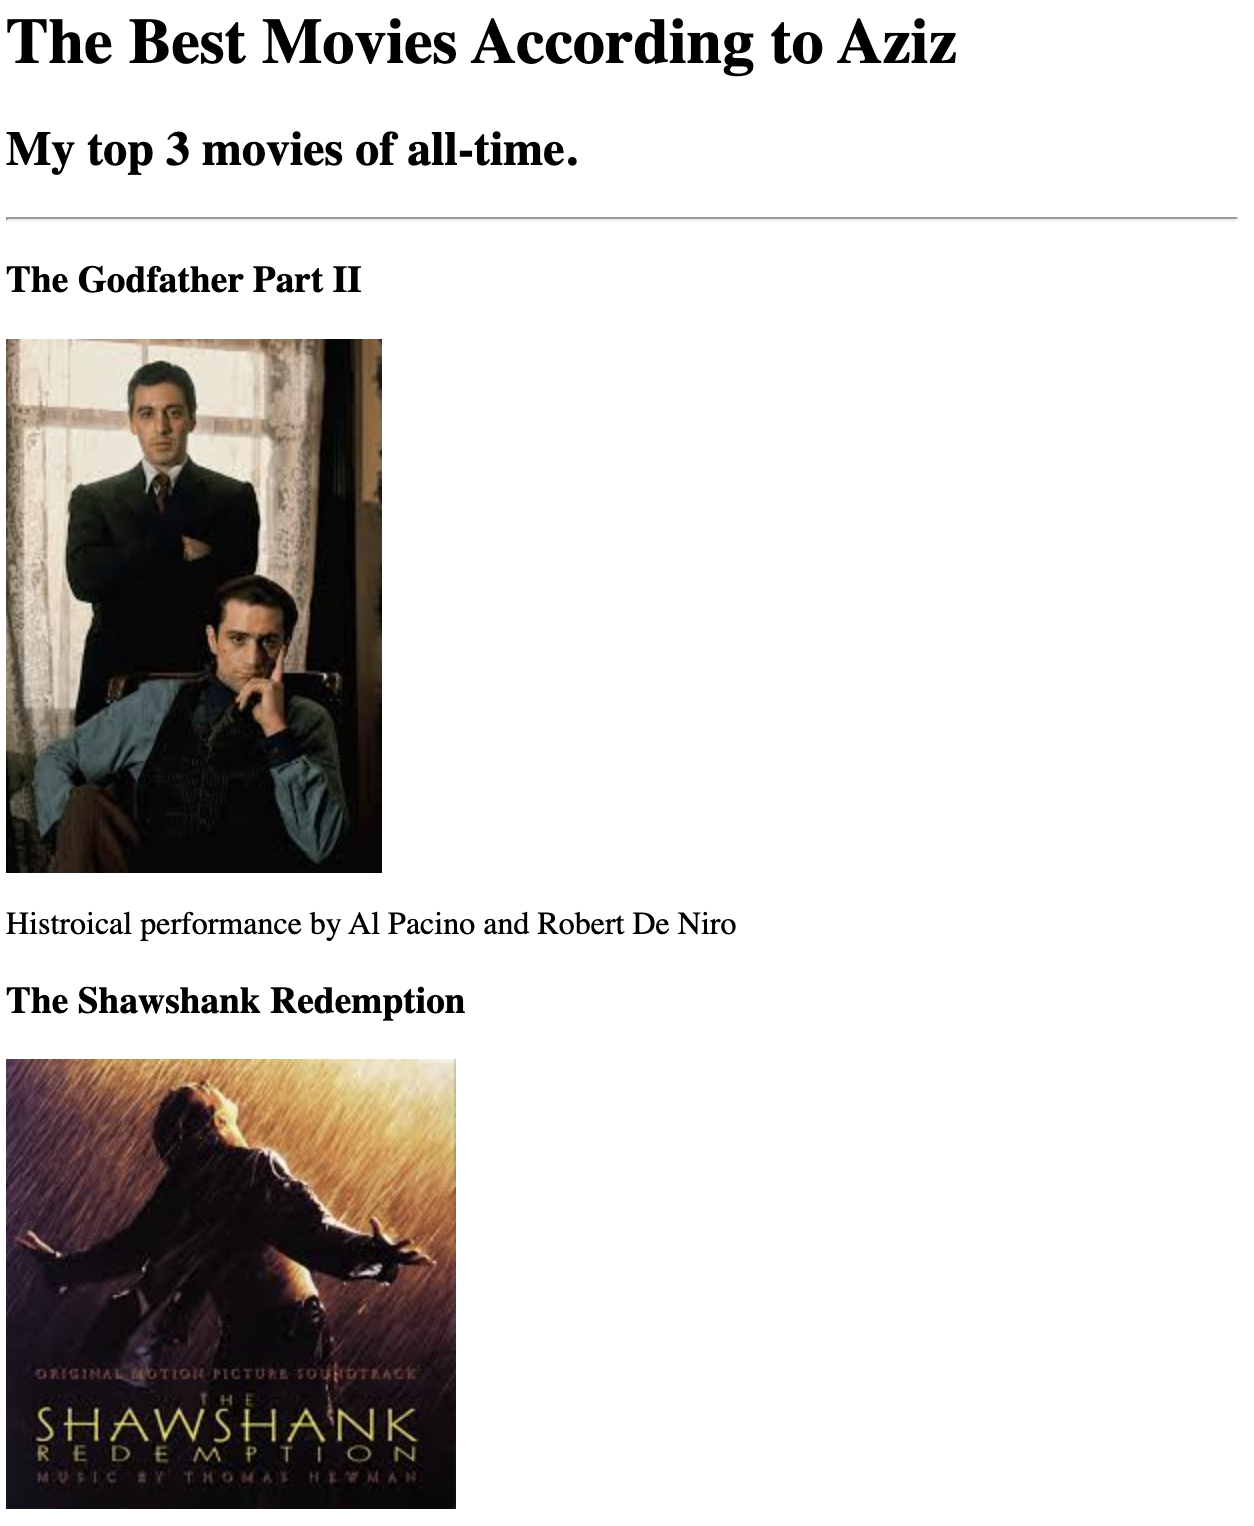 The Best Movies According to Aziz
My top 3 movies of all-time.
The Godfather Part II
Histroical performance by Al Pacino and Robert De Niro
The Shawshank Redemption
ORIGINAL MOTION PICTURE SOUNDTRACK
THE
SHAWSHANK
REDEMPTION
MUSIC BY THOMAS NEWMAN